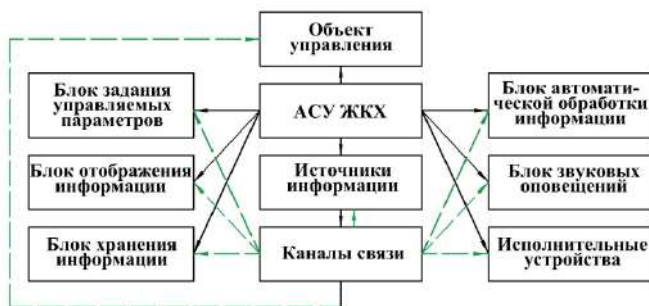 Объект
управления
Блок задания
управляемых
параметров
АСУ ЖКХ
Блок автомати-
ческой обработки
информации
Блок отображения
информации
Источники
информации
Блок звуковых
оповещений
Блок хранения
информации
Каналы связи
Исполнительные
устройства